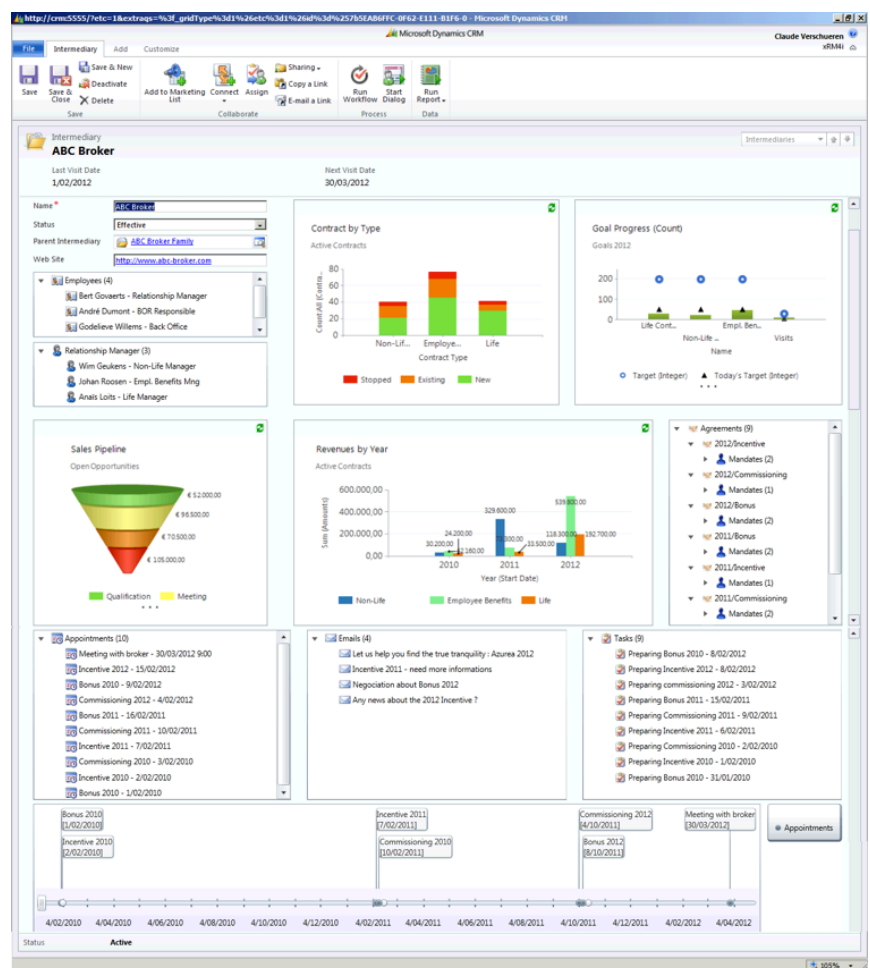 http://crm:5555/?etc=1&extraqs=%3f_gridType%3d1%26etc%3d1%26id%3d%257b5EAB6FFC-0F62-E111-B1F6-0 - Microsoft Dynamics CRM
Microsoft Dynamics CRM
Claude Verschueren
xRM4i
File Intermediary Add Customize
Save
Save & Close
Save & New
Deactivate
Delete
Add to Marketing List
Connect
Assign
Sharing
Copy a Link
E-mail a Link
Run Workflow
Start Dialog
Run Report
Save Collaborate Process Data
Intermediary
ABC Broker
Intermediaries
Last Visit Date
1/02/2012
Next Visit Date
30/03/2012
Name*
ABC Broker
Status
Effective
Parent Intermediary
ABC Broker Family
Web Site
http://www.abc-broker.com
Employees (4)
Bert Govaerts - Relationship Manager
André Dumont - BOR Responsible
Godelieve Willems - Back Office
Relationship Manager (3)
Wim Geukens - Non-Life Manager
Johan Roosen - Empl. Benefits Mng
Anaïs Loits - Life Manager
Contract by Type
Active Contracts
Count:All (Contra...
80
60
40
20
0
Non-Lif... Employe... Life
Contract Type
Stopped Existing New
Goal Progress (Count)
Goals 2012
200
100
0
Life Cont... Empl. Ben...
Non-Life ... Visits
Name
Target (Integer) Today's Target (Integer)
Sales Pipeline
Open Opportunities
€ 52.000,00
€ 96.500,00
€ 70.500,00
€ 105.000,00
Qualification Meeting
Revenues by Year
Active Contracts
Sum (Amounts)
600.000,00
400.000,00
200.000,00
0,00
30.200,00
24.200,00
329.600,00
33.500,00
118.300,00
539.800,00
192.700,00
2010 2011 2012
Year (Start Date)
Non-Life Employee Benefits Life
Agreements (9)
2012/Incentive
Mandates (2)
2012/Commissioning
Mandates (1)
2012/Bonus
Mandates (2)
2011/Bonus
Mandates (2)
2011/Incentive
Mandates (1)
2011/Commissioning
Mandates (2)
Appointments (10)
Meeting with broker - 30/03/2012 9:00
Incentive 2012 - 15/02/2012
Bonus 2010 - 9/02/2012
Commissioning 2012 - 4/02/2012
Bonus 2011 - 16/02/2011
Commissioning 2011 - 10/02/2011
Incentive 2011 - 7/02/2011
Commissioning 2010 - 3/02/2010
Incentive 2010 - 2/02/2010
Bonus 2010 - 1/02/2010
Emails (4)
Let us help you find the true tranquility : Azurea 2012
Incentive 2011 - need more informations
Negociation about Bonus 2012
Any news about the 2012 Incentive ?
Tasks (9)
Preparing Bonus 2010 - 8/02/2012
Preparing Incentive 2012 - 8/02/2012
Preparing commissioning 2012 - 3/02/2012
Preparing Bonus 2011 - 15/02/2011
Preparing Commissioning 2011 - 9/02/2011
Preparing Incentive 2011 - 6/02/2011
Preparing Commissioning 2010 - 2/02/2010
Preparing Incentive 2010 - 1/02/2010
Preparing Bonus 2010 - 31/01/2010
Bonus 2010
[1/02/2010]
Incentive 2010
[2/02/2010]
Incentive 2011
[7/02/2011]
Commissioning 2010
[10/02/2011]
Commissioning 2012
[4/10/2011]
Bonus 2012
[8/10/2011]
Meeting with broker
[30/03/2012]
Appointments
4/02/2010 4/04/2010 4/06/2010 4/08/2010 4/10/2010 4/12/2010 4/02/2011 4/04/2011 4/06/2011 4/08/2011 4/10/2011 4/12/2011 4/02/2012 4/04/2012
Status Active
105%